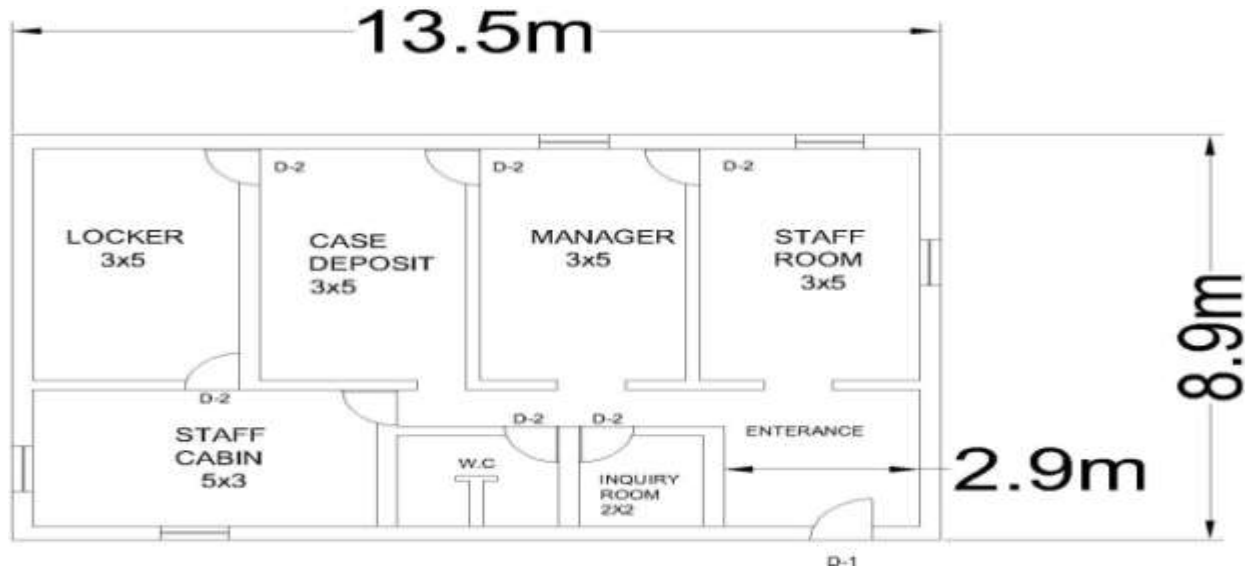 13.5m
D-2
D-2
D-2
LOCKER
3x5
CASE
DEPOSIT
3x5
MANAGER
3x5
STAFF
ROOM
3x5
8.9m
D-2
STAFF
CABIN
5x3
D-2
D-2
W.C
INQUIRY
ROOM
2X2
ENTERANCE
2.9m
D-1